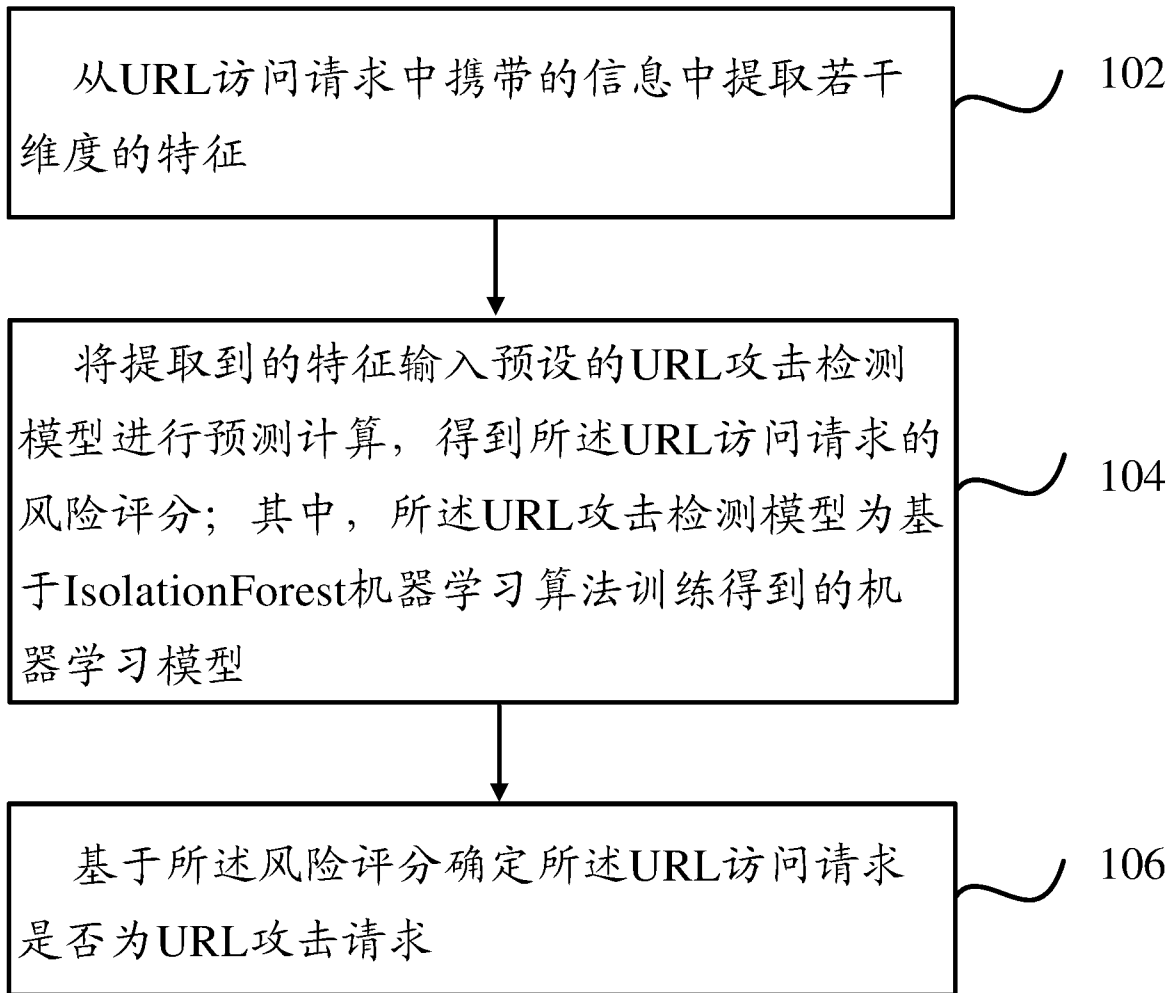 从URL访问请求中携带的信息中提取若干
维度的特征
102
将提取到的特征输入预设的URL攻击检测
模型进行预测计算，得到所述URL访问请求的
风险评分；其中，所述URL攻击检测模型为基
于IsolationForest机器学习算法训练得到的机
器学习模型
104
基于所述风险评分确定所述URL访问请求
是否为URL攻击请求
106